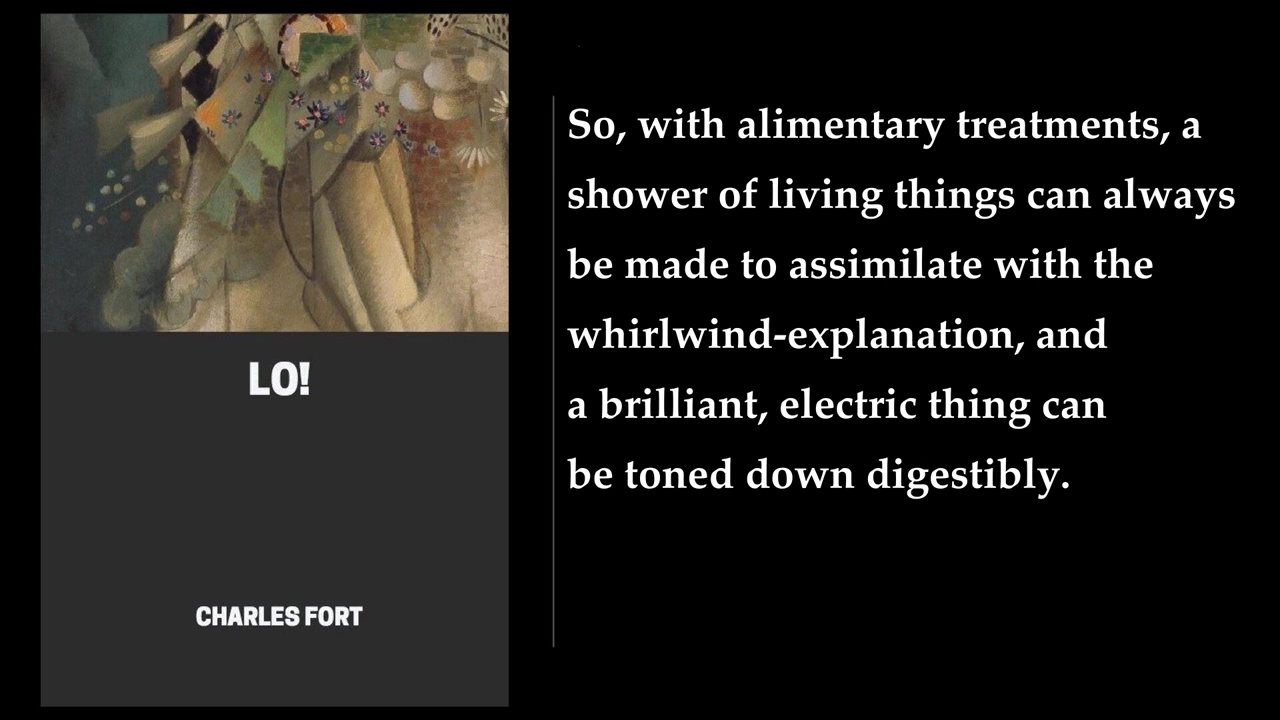 LO!
CHARLES FORT
So, with alimentary treatments, a
shower of living things can always
be made to assimilate with the
whirlwind-explanation, and
a brilliant, electric thing can
be toned down digestibly.